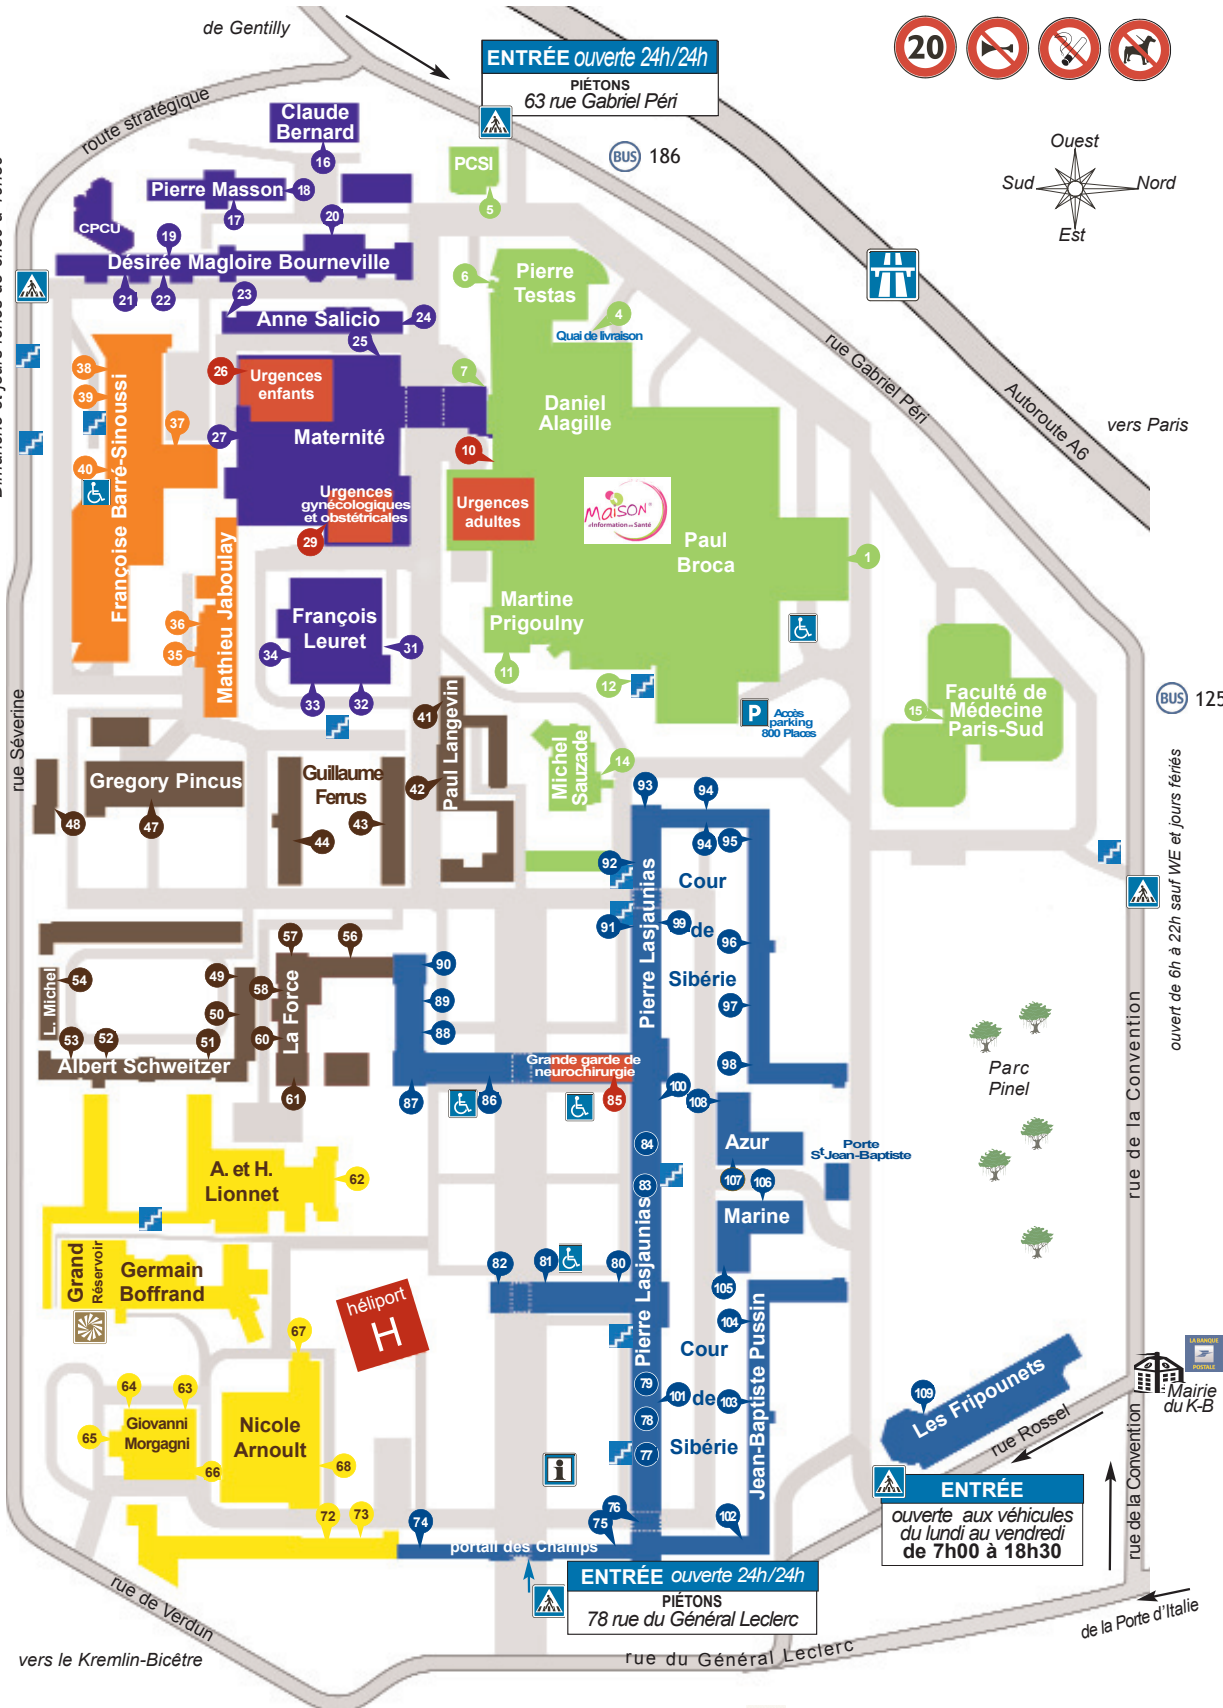 de Gentilly
ENTRÉE ouverte 24h/24h
PIÉTONS
63 rue Gabriel Péri
20
route stratégique
Claude
Bernard
16
BUS 186
PCSI
5
Ouest
Sud
Nord
Est
Pierre Masson
18
17
CPCU
19
20
Désirée Magloire Bourneville
21
22
23
Anne Salicio
24
25
6
Pierre
Testas
4
Quai de livraison
rue Gabriel Péri
Autoroute A6
vers Paris
26
Urgences
enfants
7
38
39
37
27
Maternité
Daniel
Alagille
10
40
Françoise Barré-Sinoussi
Urgences
gynécologiques
et obstétricales
29
Urgences
adultes
MAiSON
d'Information en Santé
Paul
Broca
1
Mathieu Jaboulay
36
35
François
Leuret
34
31
33
32
Martine
Prigoulny
11
12
P
Accès
parking
800 Places
15
Faculté de
Médecine
Paris-Sud
BUS 125
rue Séverine
41
42
Paul Langevin
Michel
Sauzade
14
Gregory Pincus
48
47
Guillaume
Ferrus
44
43
93
94
94
95
92
Cour
de
Sibérie
91
99
96
97
98
Pierre Lasjaunias
ouvert de 6h à 22h sauf WE et jours fériés
57
56
54
L. Michel
49
50
58
La Force
60
61
53
52
51
Albert Schweitzer
90
89
88
87
86
Grande garde de
neurochirurgie
85
100
108
Parc
Pinel
rue de la Convention
84
83
Azur
107
106
Marine
105
Porte
St Jean-Baptiste
A. et H.
Lionnet
62
Grand
Réservoir
Germain
Boffrand
82
81
80
héliport
H
Pierre Lasjaunias
67
64
63
65
Giovanni
Morgagni
66
Nicole
Arnoult
68
79
78
77
101
Cour
de
Sibérie
104
103
Jean-Baptiste Pussin
109
Les Fripounets
LA BANQUE
POSTALE
Mairie
du K-B
rue Rossel
i
72
73
74
76
75
102
portail des Champs
ENTRÉE
ouverte aux véhicules
du lundi au vendredi
de 7h00 à 18h30
rue de la Convention
ENTRÉE ouverte 24h/24h
PIÉTONS
78 rue du Général Leclerc
rue de Verdun
vers le Kremlin-Bicêtre
rue du Général Leclerc
de la Porte d'Italie